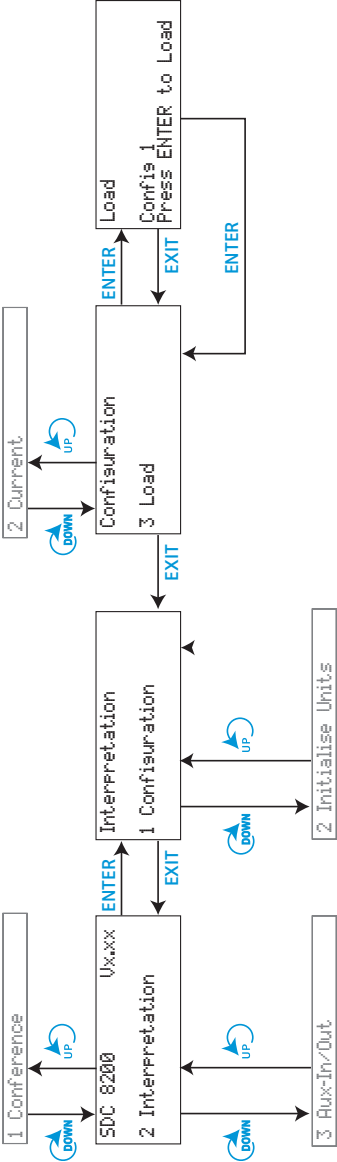 1 Conference
2 Current
DOWN
UP
DOWN
UP
SDC 8200 Vx.xx
2 Interpretation
ENTER
EXIT
Interpretation
1 Configuration
EXIT
Configuration
3 Load
ENTER
EXIT
Load
Config 1
Press ENTER to Load
ENTER
DOWN
UP
DOWN
UP
3 Aux-In/Out
2 Initialise Units